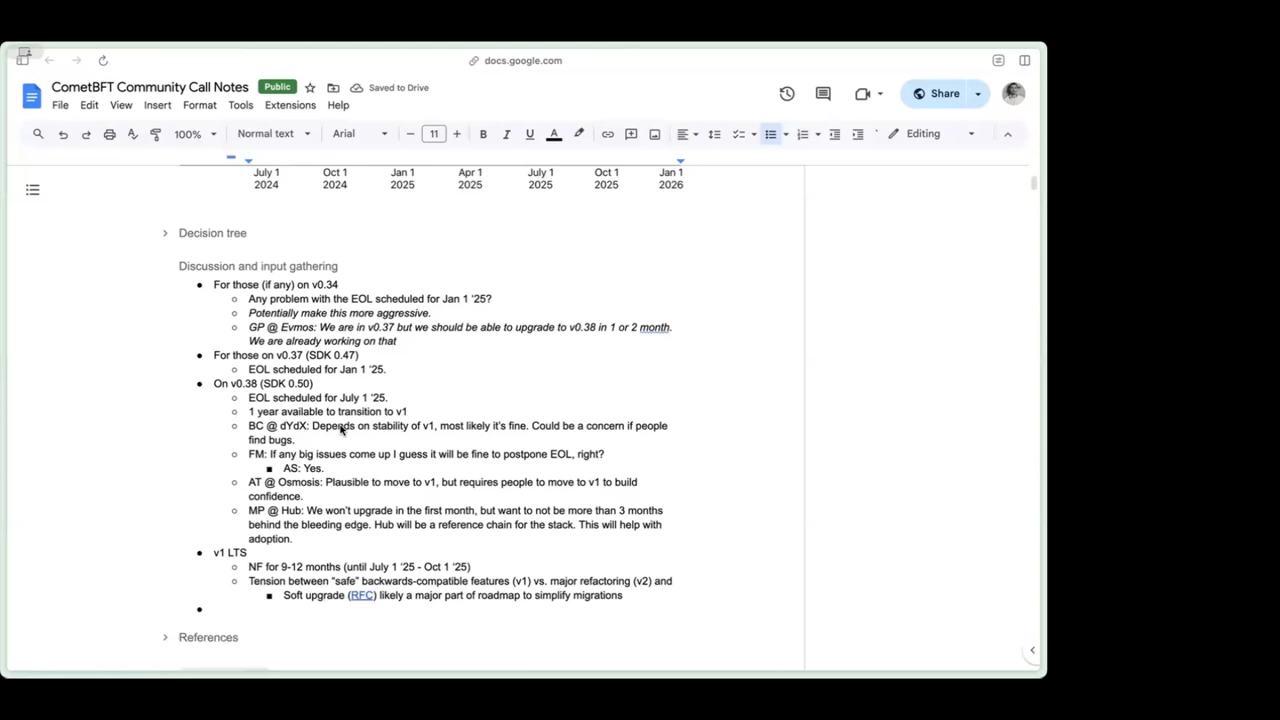 docs.google.com
CometBFT Community Call Notes Public Saved to Drive
File Edit View Insert Format Tools Extensions Help
Share
100% Normal text Arial 11 Editing
July 1 Oct 1 Jan 1 Apr 1 July 1 Oct 1 Jan 1
2024 2024 2025 2025 2025 2025 2026
Decision tree
Discussion and input gathering
For those (if any) on v0.34
Any problem with the EOL scheduled for Jan 1 ‘25?
Potentially make this more aggressive.
GP @ Evmos: We are in v0.37 but we should be able to upgrade to v0.38 in 1 or 2 month.
We are already working on that
For those on v0.37 (SDK 0.47)
EOL scheduled for Jan 1 ‘25.
On v0.38 (SDK 0.50)
EOL scheduled for July 1 ‘25.
1 year available to transition to v1
BC @ dYdX: Depends on stability of v1, most likely it’s fine. Could be a concern if people
find bugs.
FM: If any big issues come up I guess it will be fine to postpone EOL, right?
AS: Yes.
AT @ Osmosis: Plausible to move to v1, but requires people to move to v1 to build
confidence.
MP @ Hub: We won’t upgrade in the first month, but want to not be more than 3 months
behind the bleeding edge. Hub will be a reference chain for the stack. This will help with
adoption.
v1 LTS
NF for 9-12 months (until July 1 ‘25 - Oct 1 ‘25)
Tension between “safe” backwards-compatible features (v1) vs. major refactoring (v2) and
Soft upgrade (RFC) likely a major part of roadmap to simplify migrations
References